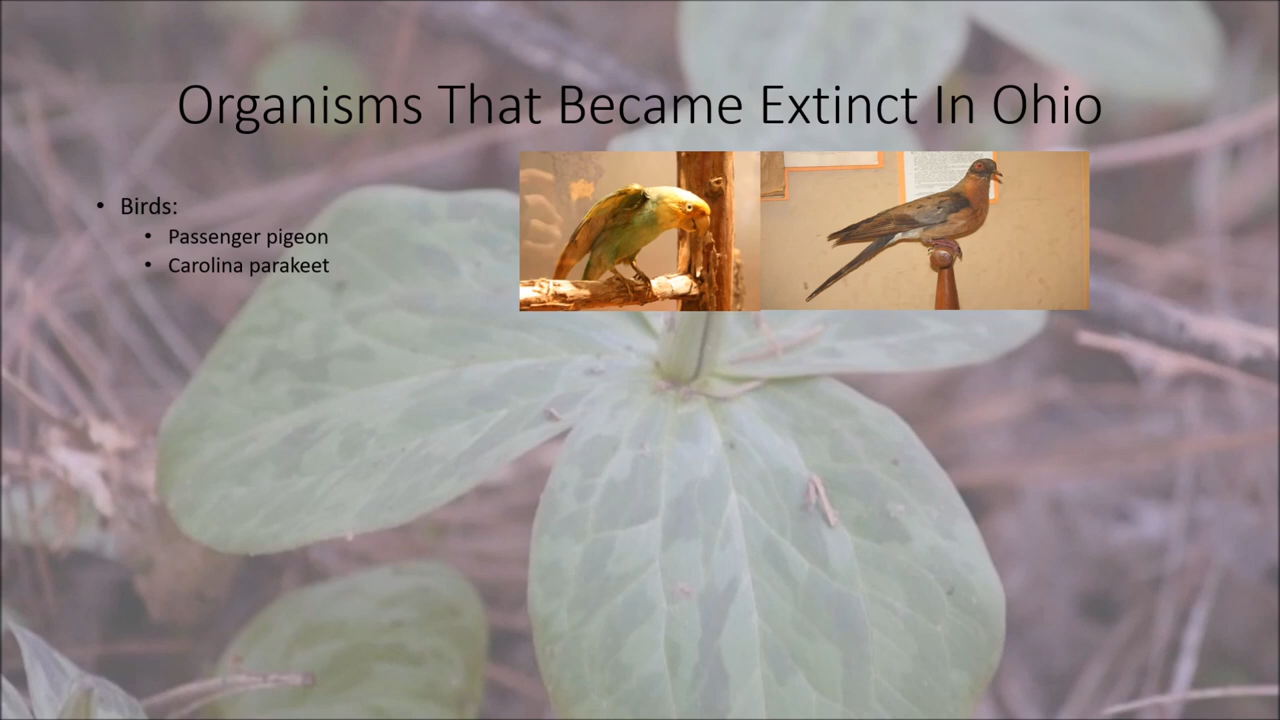 Organisms That Became Extinct In Ohio
• Birds:
• Passenger pigeon
• Carolina parakeet